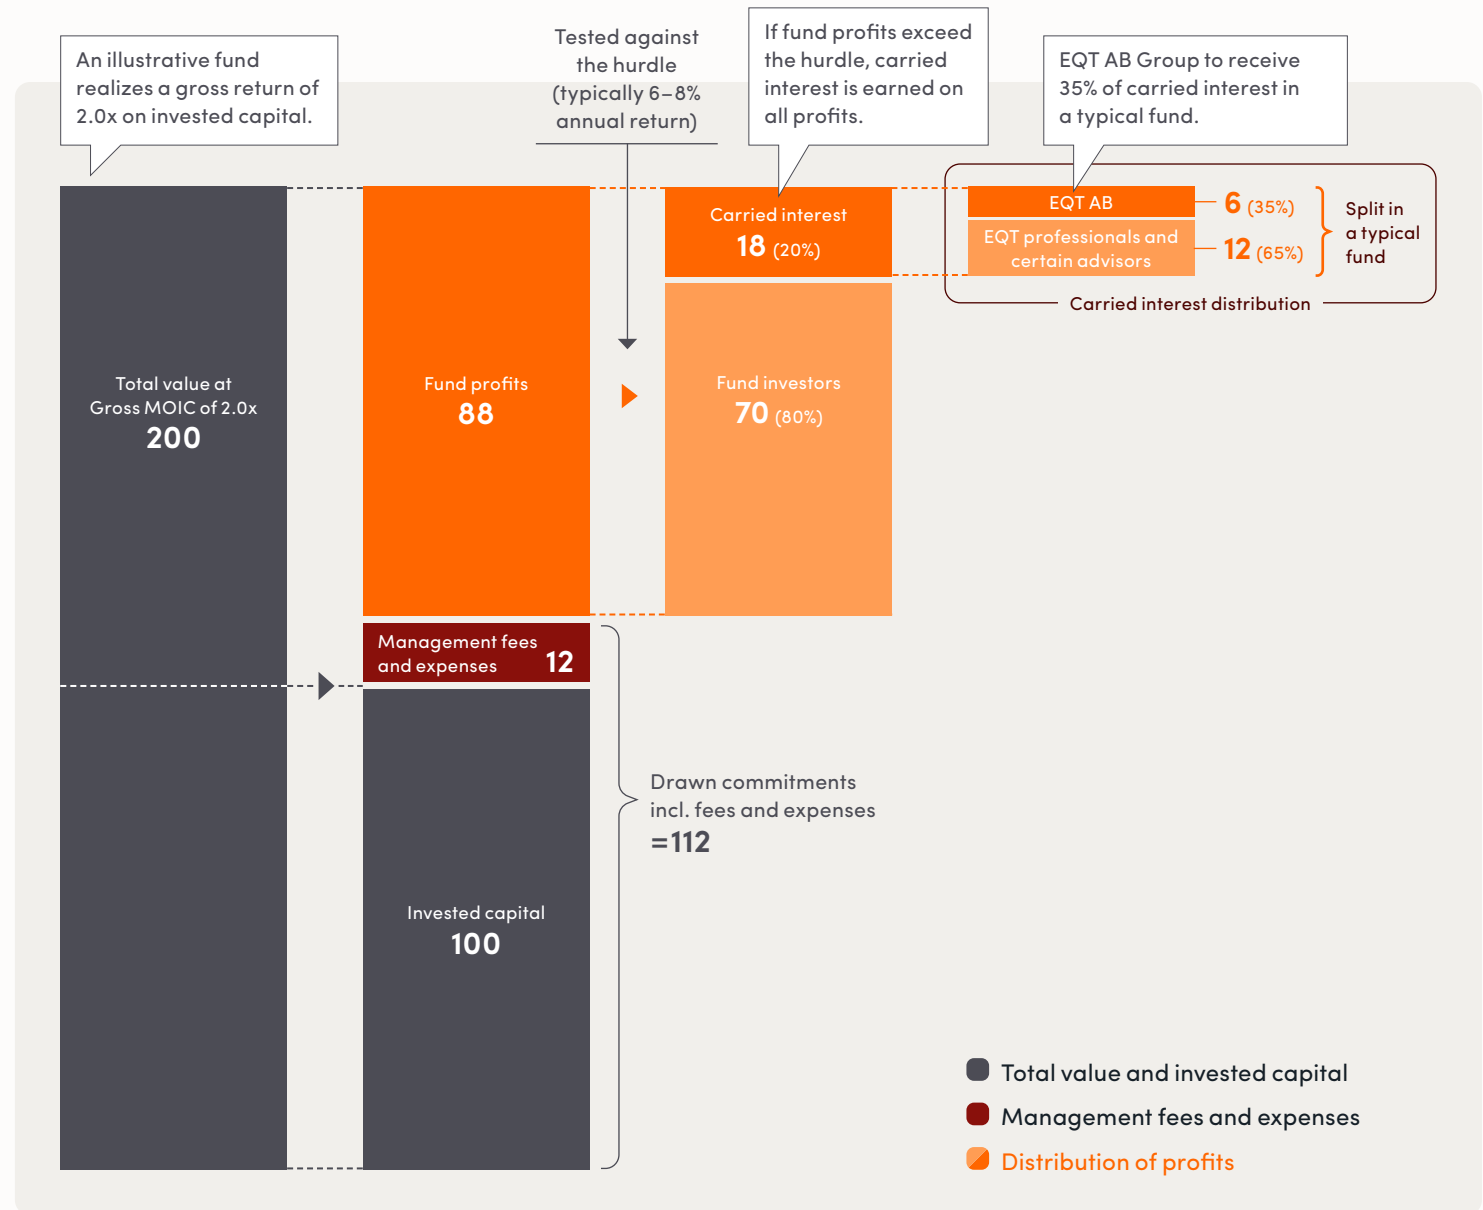 An illustrative fund
realizes a gross return of
2.0x on invested capital.
Tested against
the hurdle
(typically 6–8%
annual return)
If fund profits exceed
the hurdle, carried
interest is earned on
all profits.
EQT AB Group to receive
35% of carried interest in
a typical fund.
Total value at
Gross MOIC of 2.0x
200
Fund profits
88
Carried interest
18 (20%)
Fund investors
70 (80%)
EQT AB
6 (35%)
EQT professionals and
certain advisors
12 (65%)
Split in
a typical
fund
Carried interest distribution
Management fees
and expenses 12
Invested capital
100
Drawn commitments
incl. fees and expenses
=112
Total value and invested capital
Management fees and expenses
Distribution of profits